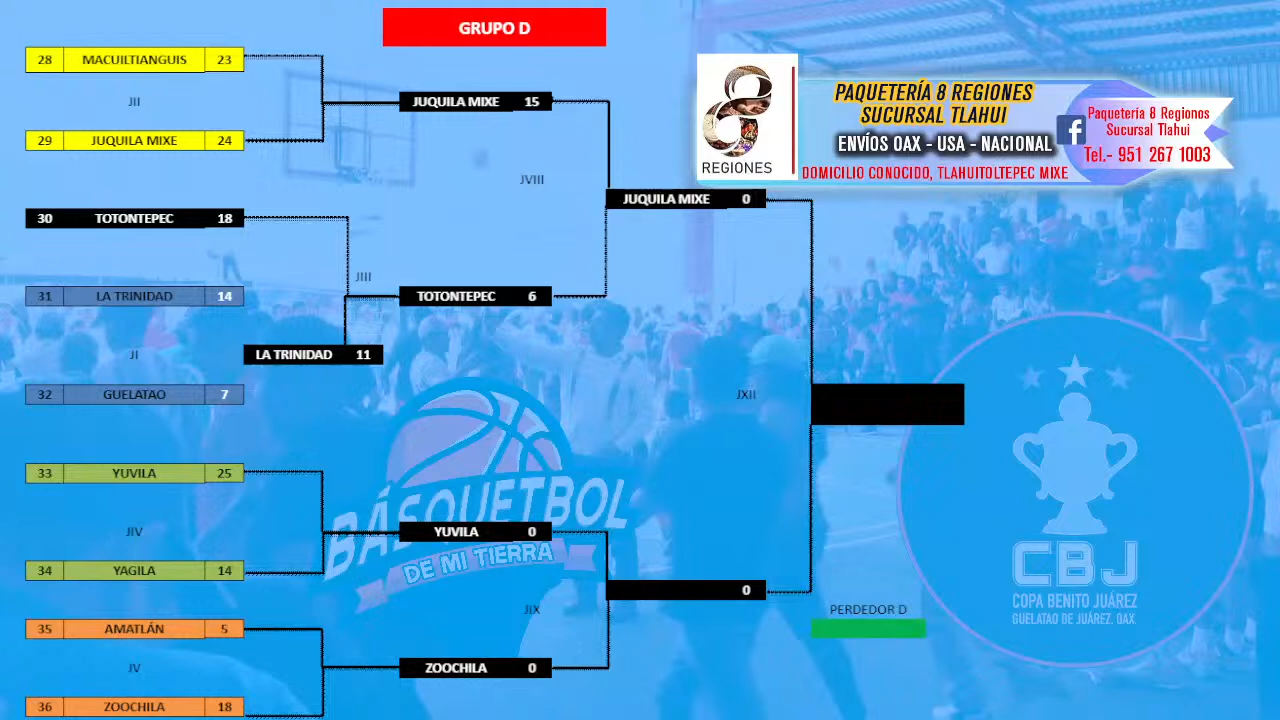 GRUPO D
28 MACUILTIANGUIS 23
JII
29 JUQUILA MIXE 24
JUQUILA MIXE 15
30 TOTONTEPEC 18
JIII
31 LA TRINIDAD 14
JI
LA TRINIDAD 11
32 GUELATAO 7
TOTONTEPEC 6
JVIII
JUQUILA MIXE 0
33 YUVILA 25
JIV
34 YAGILA 14
YUVILA 0
35 AMATLÁN 5
JV
36 ZOOCHILA 18
ZOOCHILA 0
JIX
0
JXII
PERDEDOR D
8
REGIONES
PAQUETERÍA 8 REGIONES
SUCURSAL TLAHUI
ENVÍOS OAX - USA - NACIONAL
DOMICILIO CONOCIDO, TLAHUITOLTEPEC MIXE
f
Paquetería 8 Regionos
Sucursal Tlahui
Tel.- 951 267 1003
BÁSQUETBOL
DE MI TIERRA
CBJ
COPA BENITO JUÁREZ
GUELATAO DE JUÁREZ, OAX.